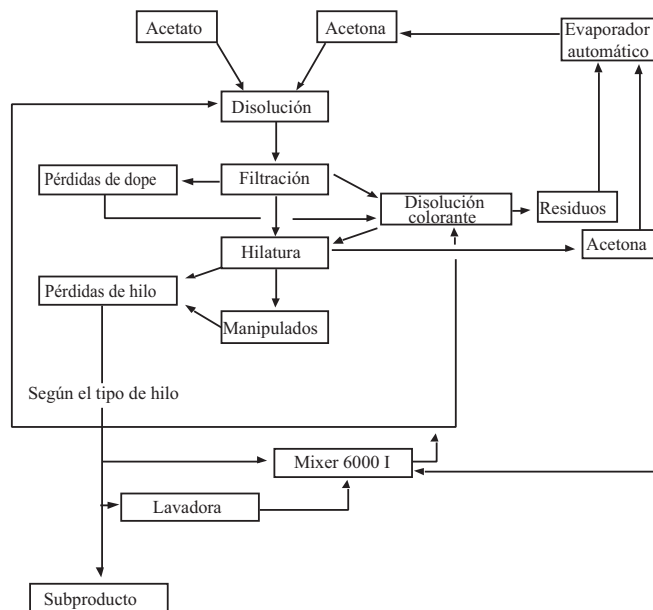 Acetato
Acetona
Evaporador
automático
Disolución
Pérdidas de dope
Filtración
Disolución
colorante
Residuos
Hilatura
Acetona
Pérdidas de hilo
Manipulados
Según el tipo de hilo
Mixer 6000 I
Lavadora
Subproducto